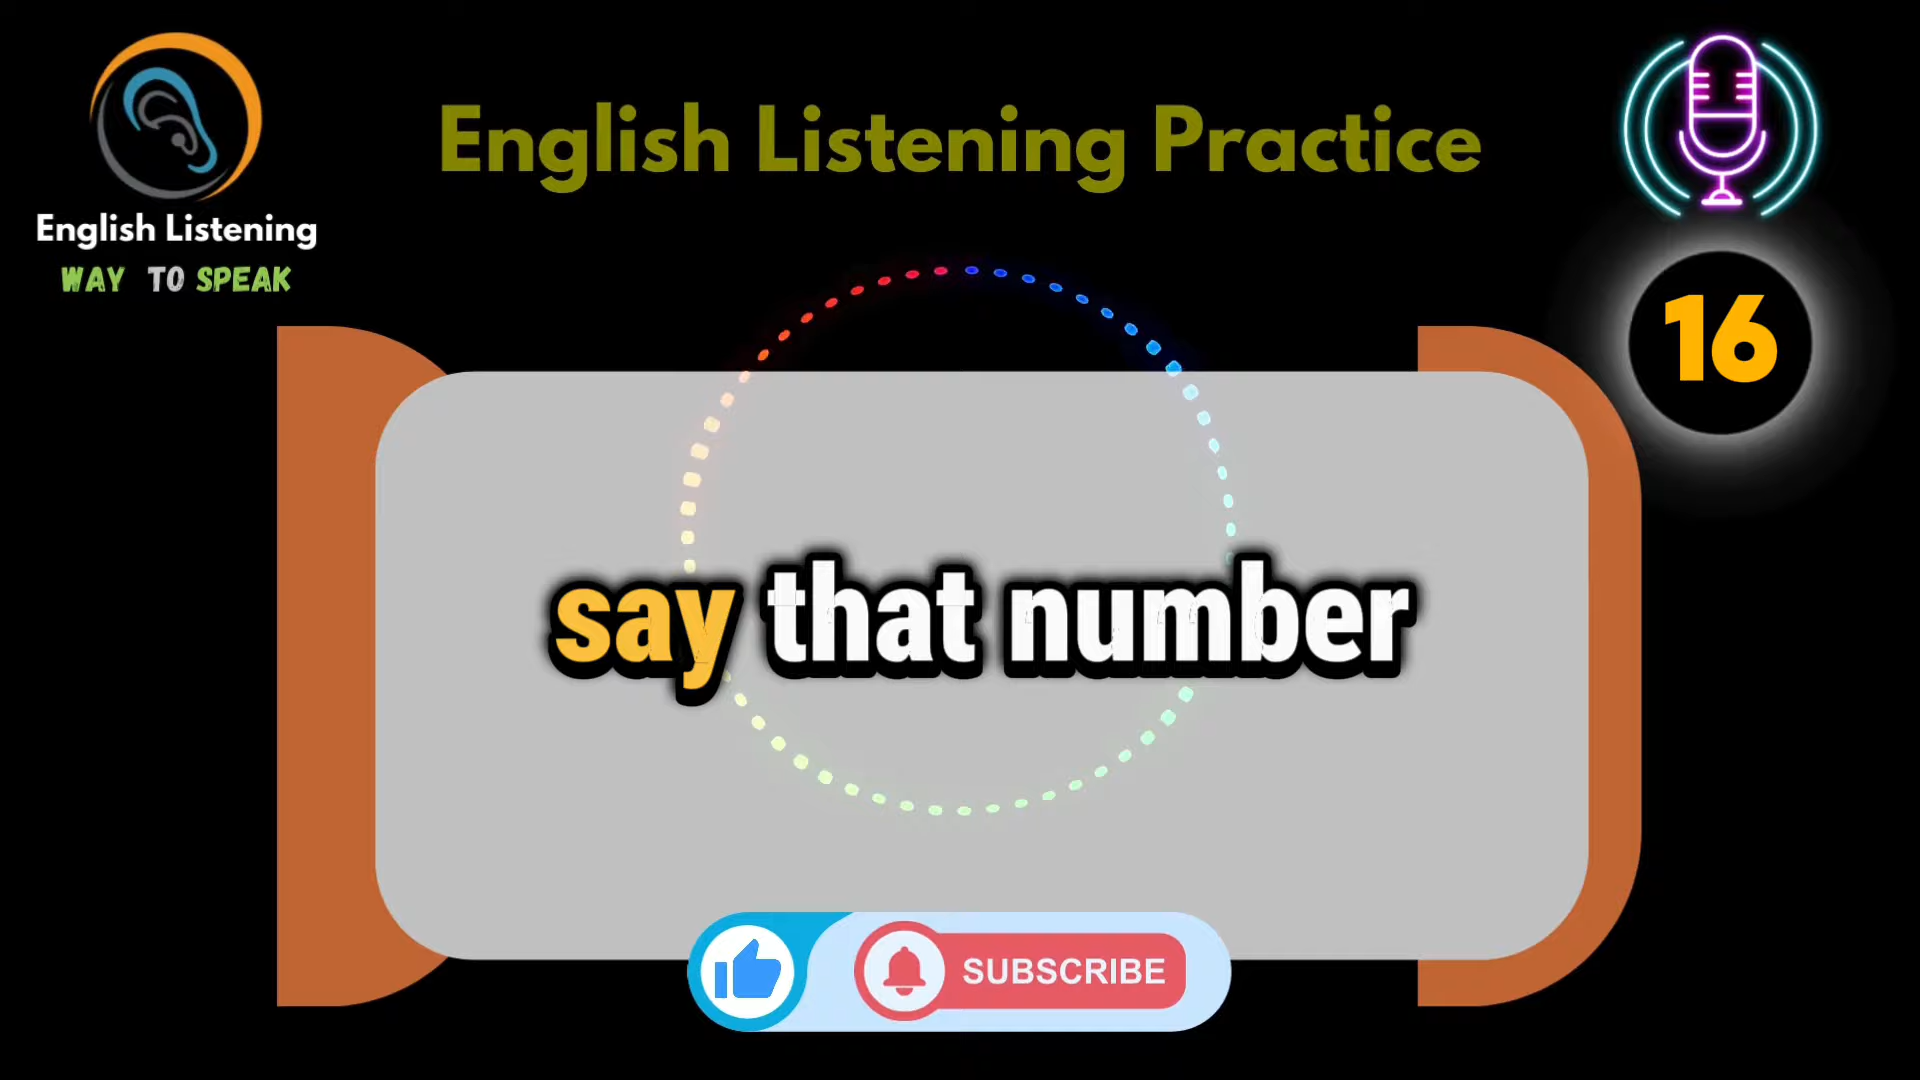 English Listening Practice
English Listening
WAY TO SPEAK
16
say that number
SUBSCRIBE